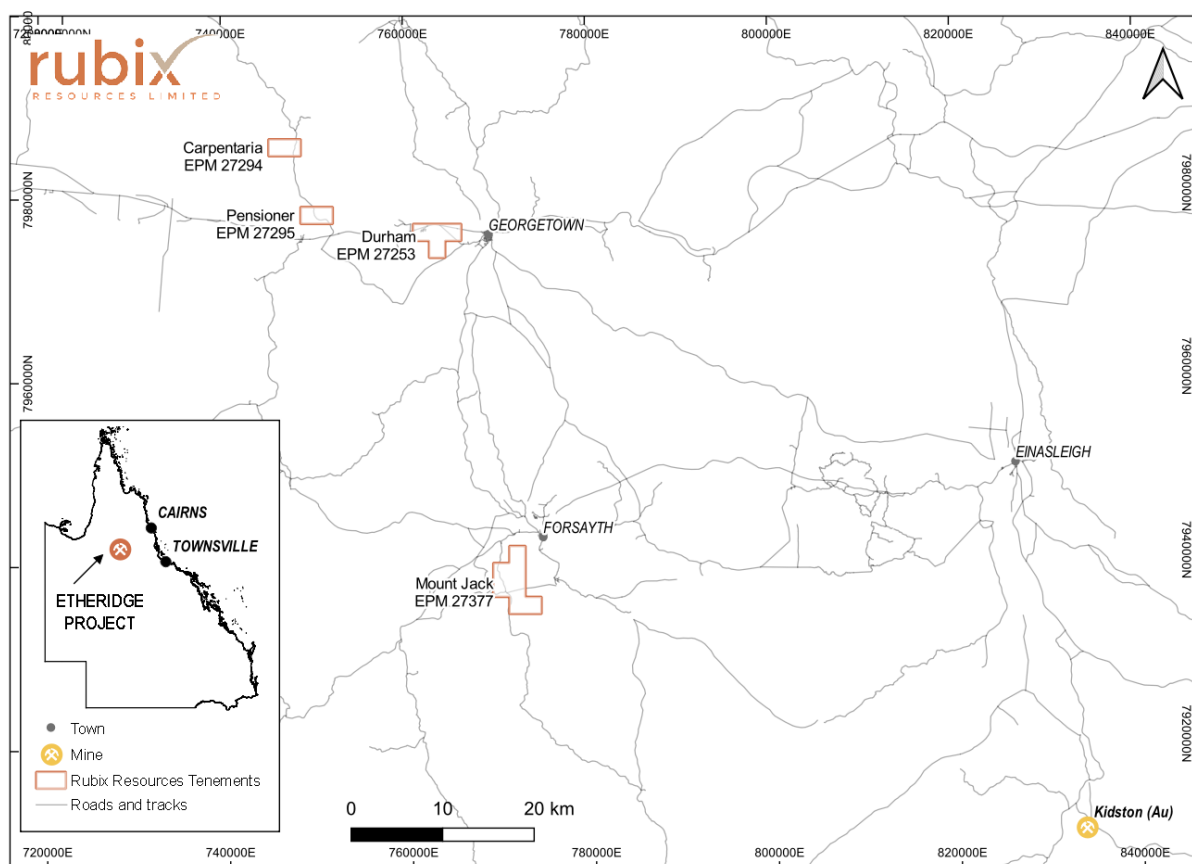 720000E
740000E
760000E
780000E
800000E
820000E
840000E
rubix
RESOURCES LIMITED
Carpentaria
EPM 27294
7980000N
7980000N
Pensioner
EPM 27295
Durham
EPM 27253
GEORGETOWN
7960000N
7960000N
EINASLEIGH
CAIRNS
TOWNSVILLE
ETHERIDGE
PROJECT
FORSAYTH
7940000N
Mount Jack
EPM 27377
Town
Mine
Rubix Resources Tenements
Roads and tracks
7920000N
0 10 20 km
Kidston (Au)
720000E
740000E
760000E
780000E
800000E
820000E
840000E